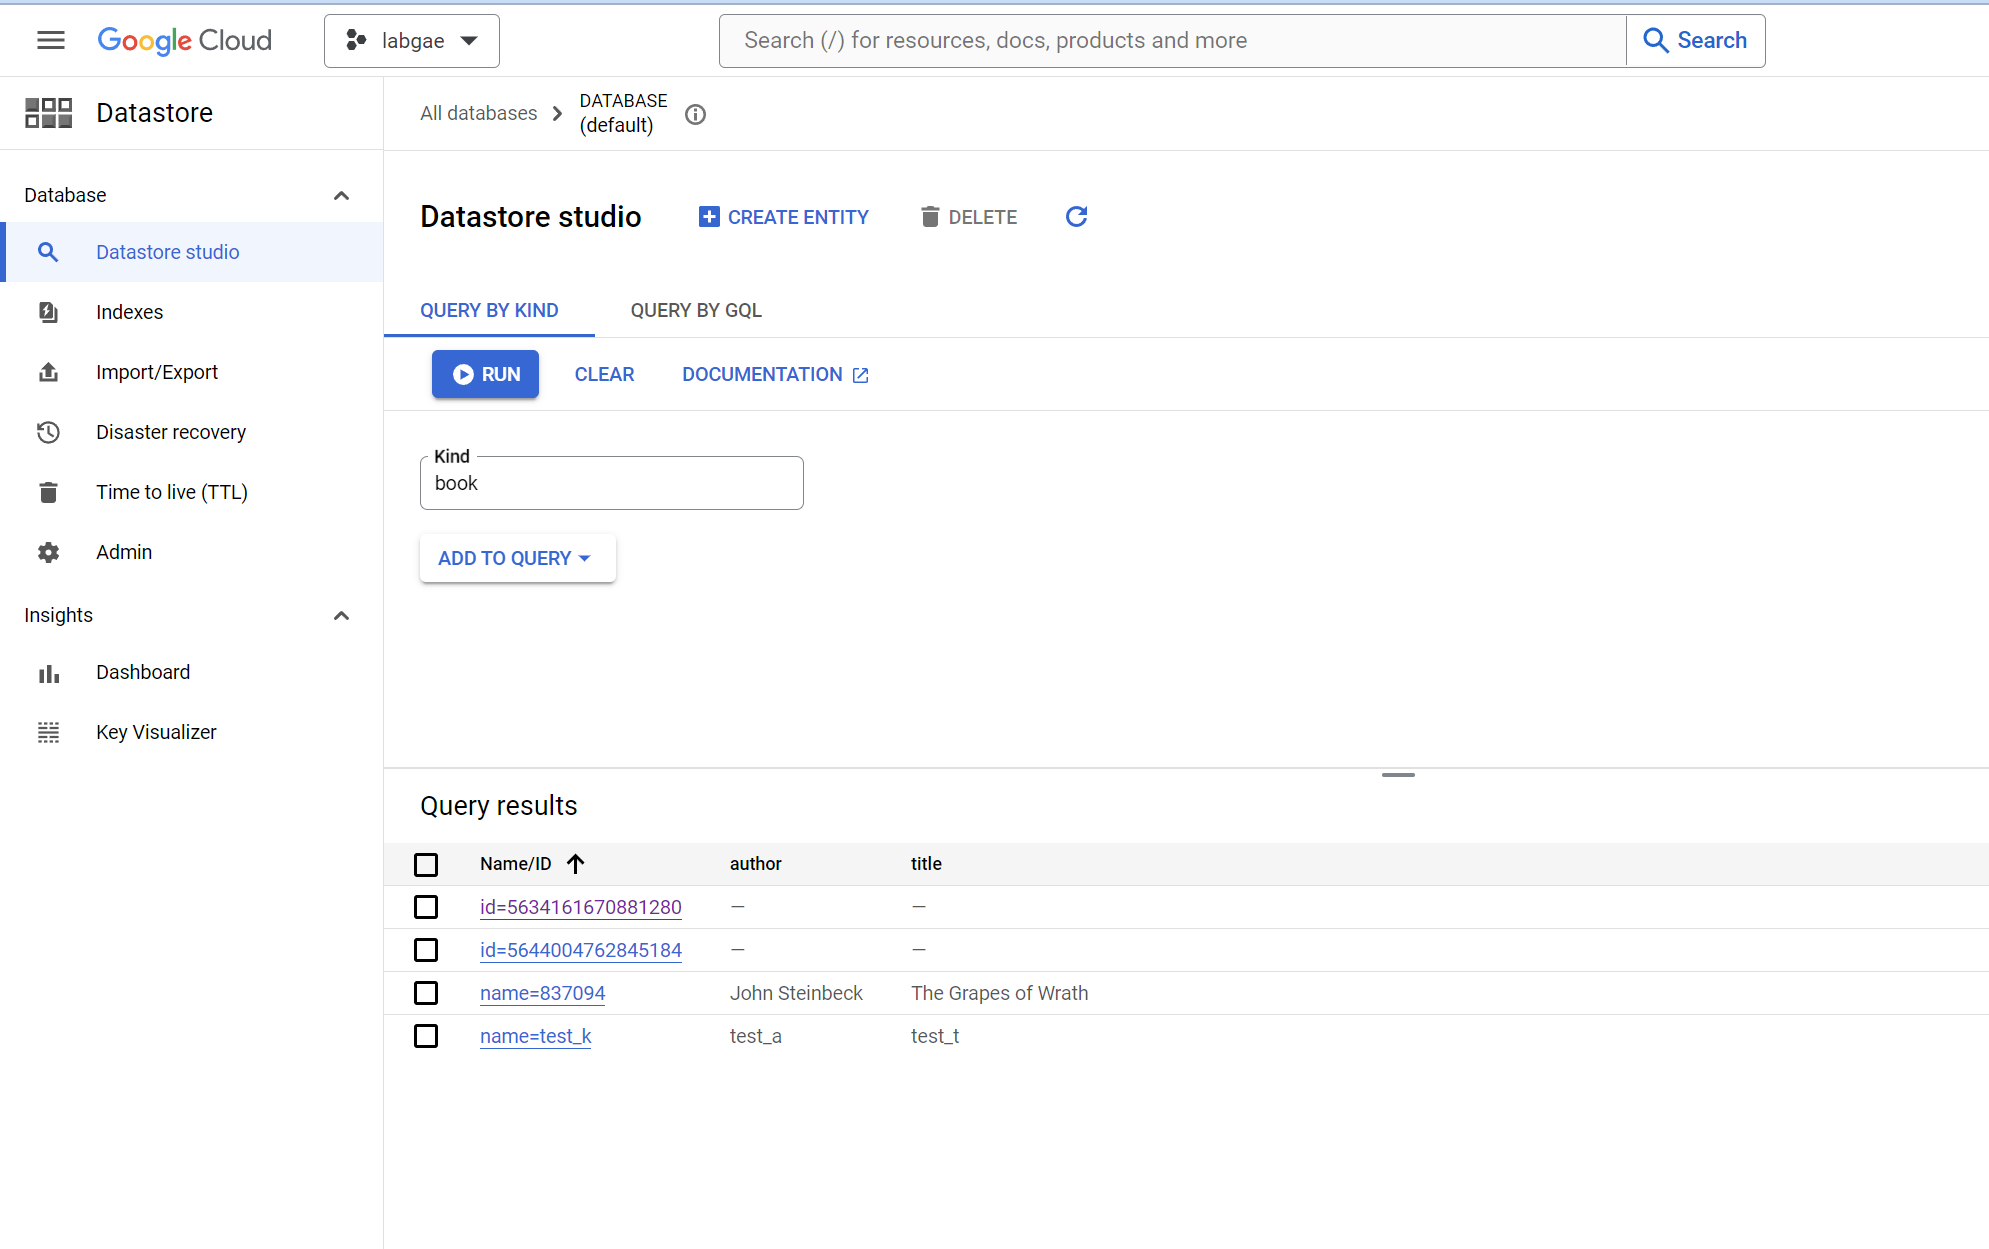 Google Cloud
labgae
Search (/) for resources, docs, products and more
Search
Datastore
All databases
DATABASE
(default)
Database
Datastore studio
Indexes
Import/Export
Disaster recovery
Time to live (TTL)
Admin
Insights
Dashboard
Key Visualizer
Datastore studio
CREATE ENTITY
DELETE
QUERY BY KIND
QUERY BY GQL
RUN
CLEAR
DOCUMENTATION
Kind
book
ADD TO QUERY
Query results
Name/ID author title
id=5634161670881280 — —
id=5644004762845184 — —
name=837094 John Steinbeck The Grapes of Wrath
name=test_k test_a test_t